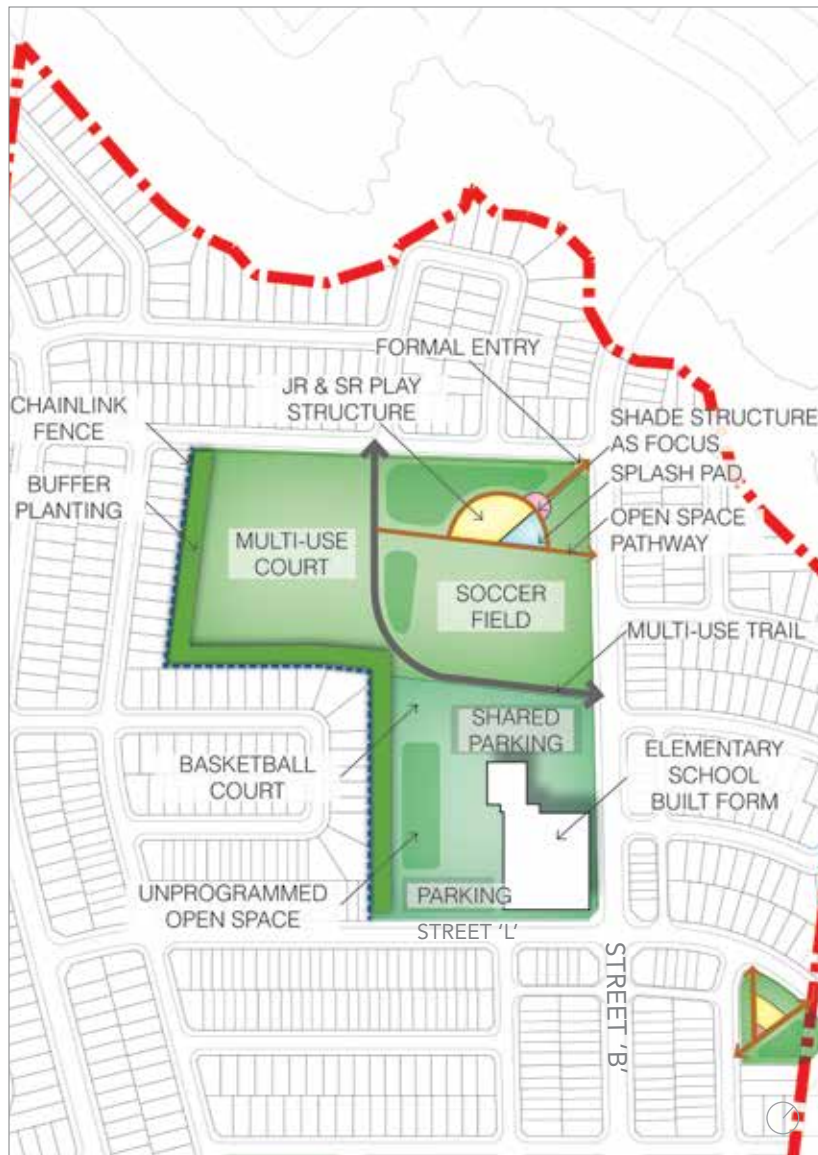 FORMAL ENTRY
JR & SR PLAY
STRUCTURE
CHAINLINK
FENCE
SHADE STRUCTURE
AS FOCUS
SPLASH PAD
BUFFER
PLANTING
OPEN SPACE
PATHWAY
MULTI-USE
COURT
SOCCER
FIELD
MULTI-USE TRAIL
SHARED
PARKING
BASKETBALL
COURT
ELEMENTARY
SCHOOL
BUILT FORM
UNPROGRAMMED
OPEN SPACE
PARKING
STREET 'L'
STREET 'B'